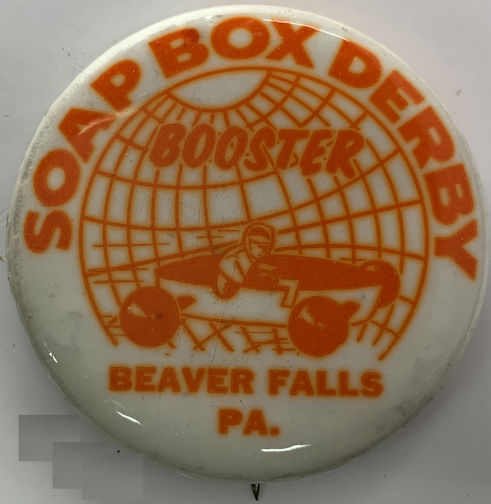 SOAP BOX DERBY
BOOSTER
BEAVER FALLS
PA.